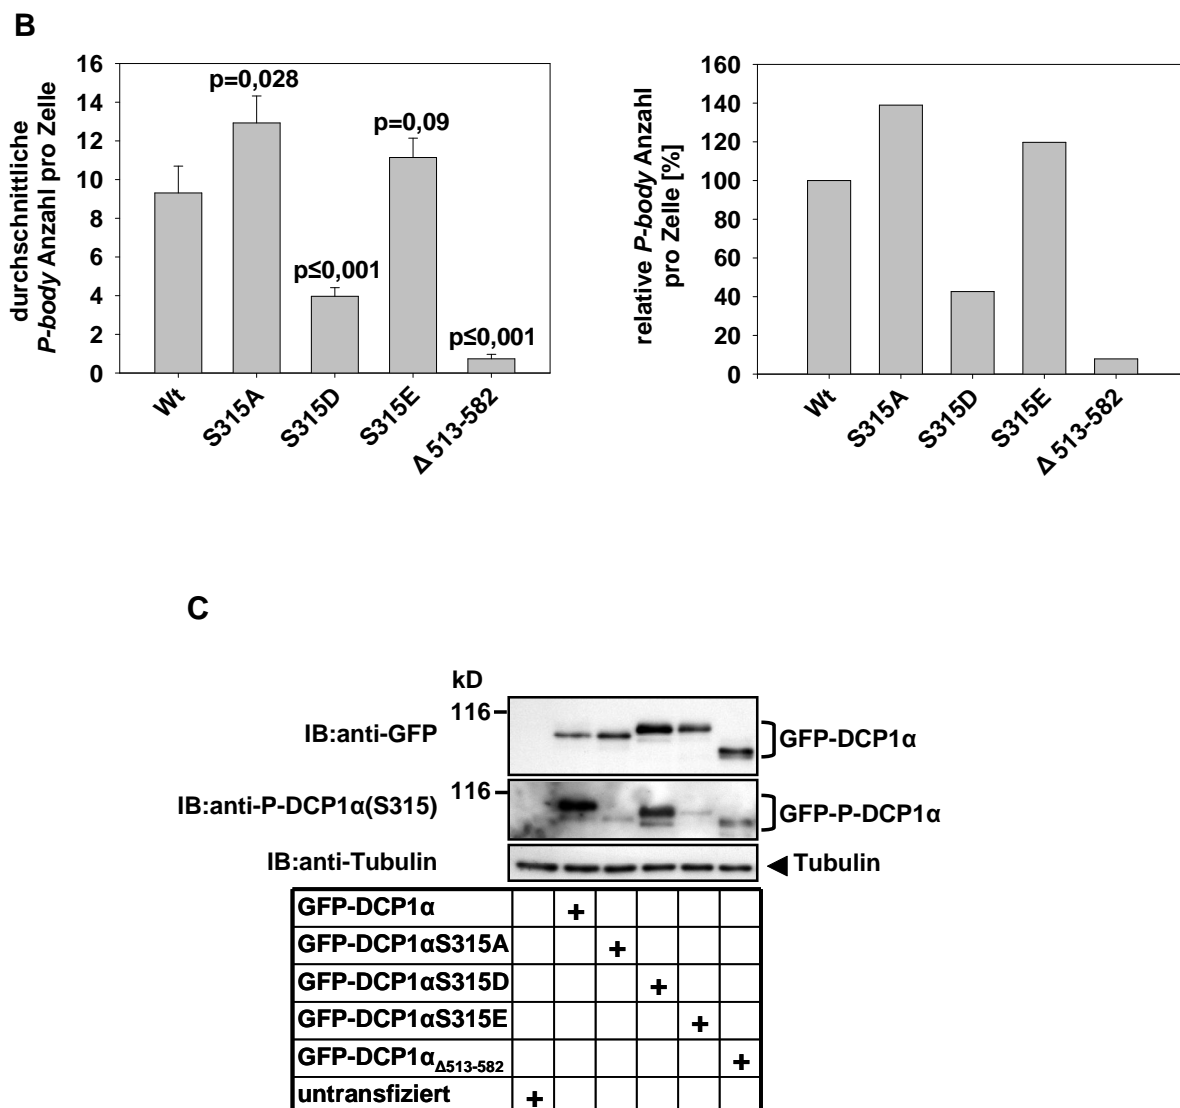 B
durchschnittliche
P-body Anzahl pro Zelle
16
14
12
10
8
6
4
2
0
p=0,028
p≤0,001
p=0,09
p≤0,001
Wt
S315A
S315D
S315E
Δ 513-582
relative P-body Anzahl
pro Zelle [%]
160
140
120
100
80
60
40
20
0
Wt
S315A
S315D
S315E
Δ 513-582
C
kD
116
IB:anti-GFP
GFP-DCP1α
116
IB:anti-P-DCP1α(S315)
GFP-P-DCP1α
IB:anti-Tubulin
Tubulin
GFP-DCP1α +
GFP-DCP1αS315A +
GFP-DCP1αS315D +
GFP-DCP1αS315E +
GFP-DCP1αΔ513-582 +
untransfiziert +